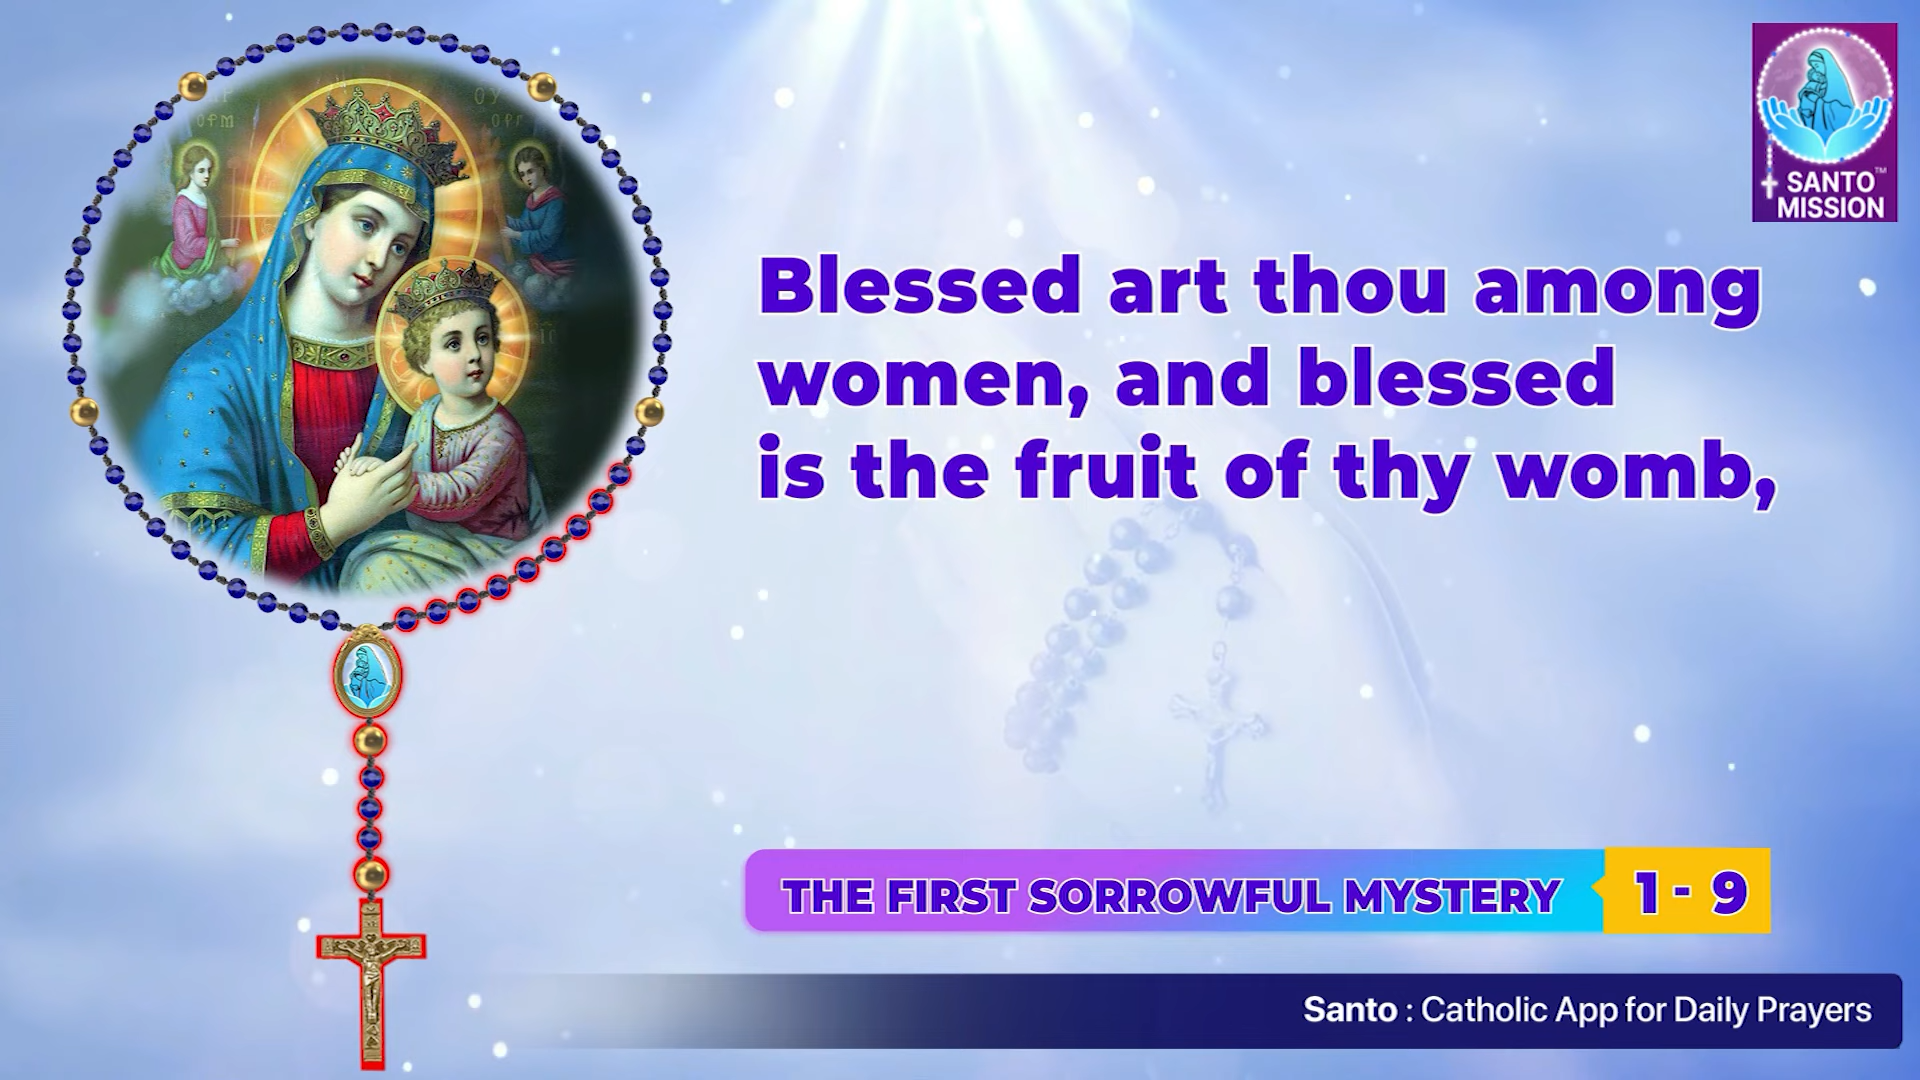 SANTO™
MISSION
Blessed art thou among
women, and blessed
is the fruit of thy womb,
THE FIRST SORROWFUL MYSTERY 1 - 9
Santo : Catholic App for Daily Prayers